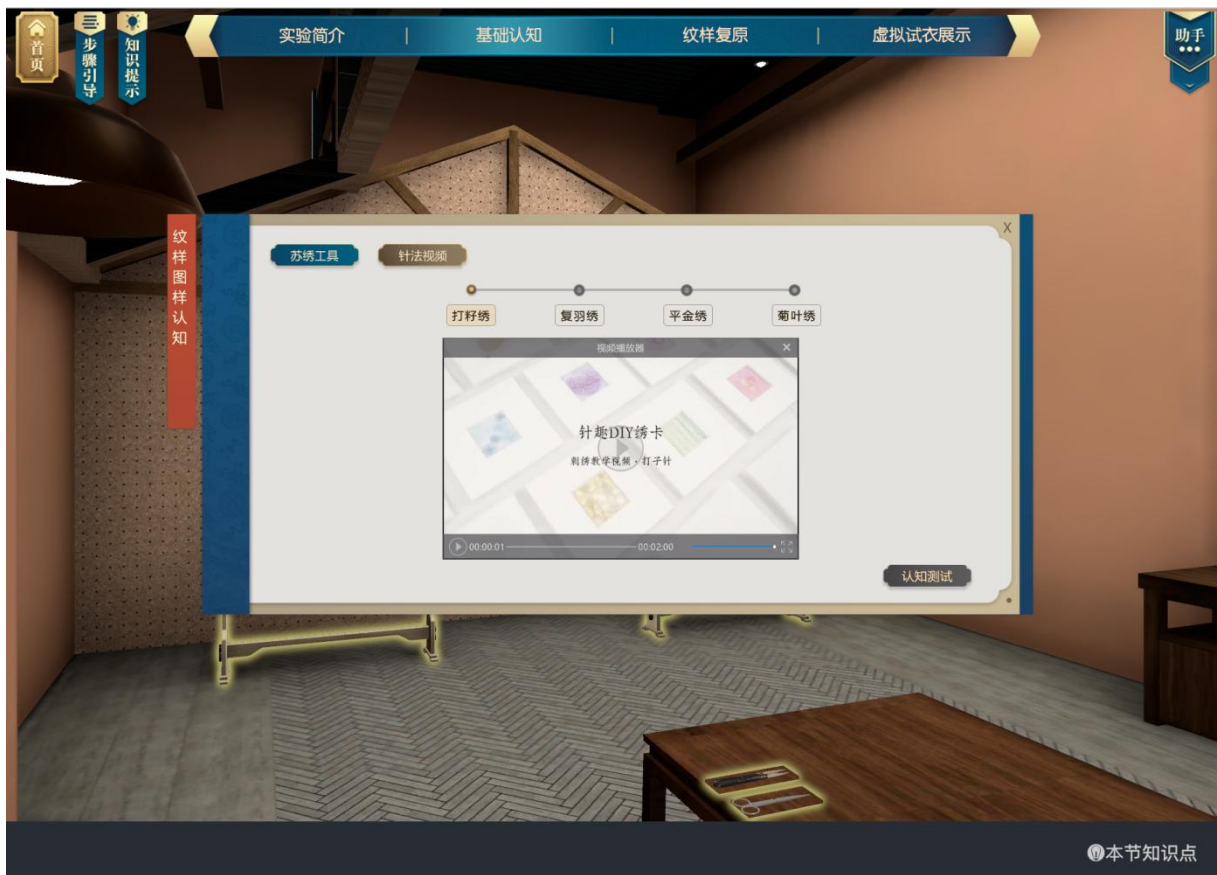 首页
步骤引导
知识提示
实验简介 | 基础认知 | 纹样复原 | 虚拟试衣展示
助手
纹样图样认知
X
苏绣工具 针法视频
打籽绣 复羽绣 平金绣 菊叶绣
视频播放器 ×
针趣DIY绣卡
刺绣教学视频·打子针
00:00:01 00:02:00
认知测试
本节知识点